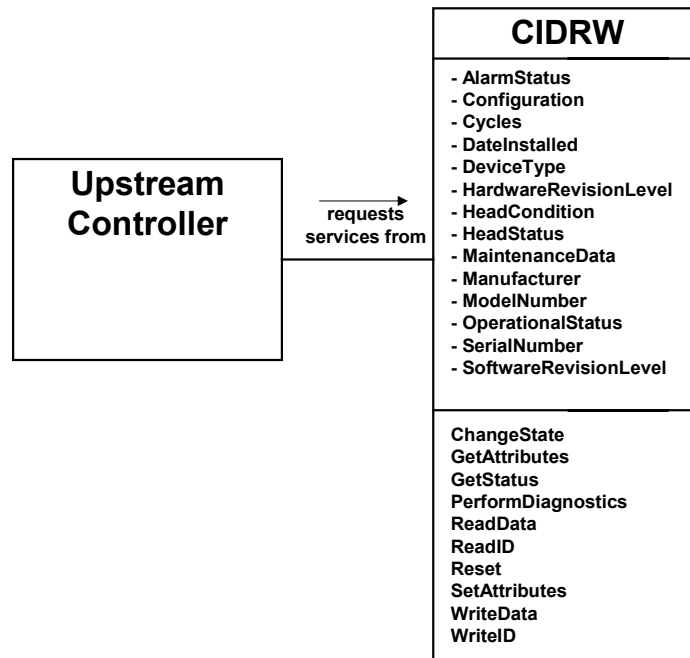 CIDRW
- AlarmStatus
- Configuration
- Cycles
- DateInstalled
- DeviceType
- HardwareRevisionLevel
- HeadCondition
- HeadStatus
- MaintenanceData
- Manufacturer
- ModelNumber
- OperationalStatus
- SerialNumber
- SoftwareRevisionLevel
Upstream
Controller
requests
services from
ChangeState
GetAttributes
GetStatus
PerformDiagnostics
ReadData
ReadID
Reset
SetAttributes
WriteData
WriteID